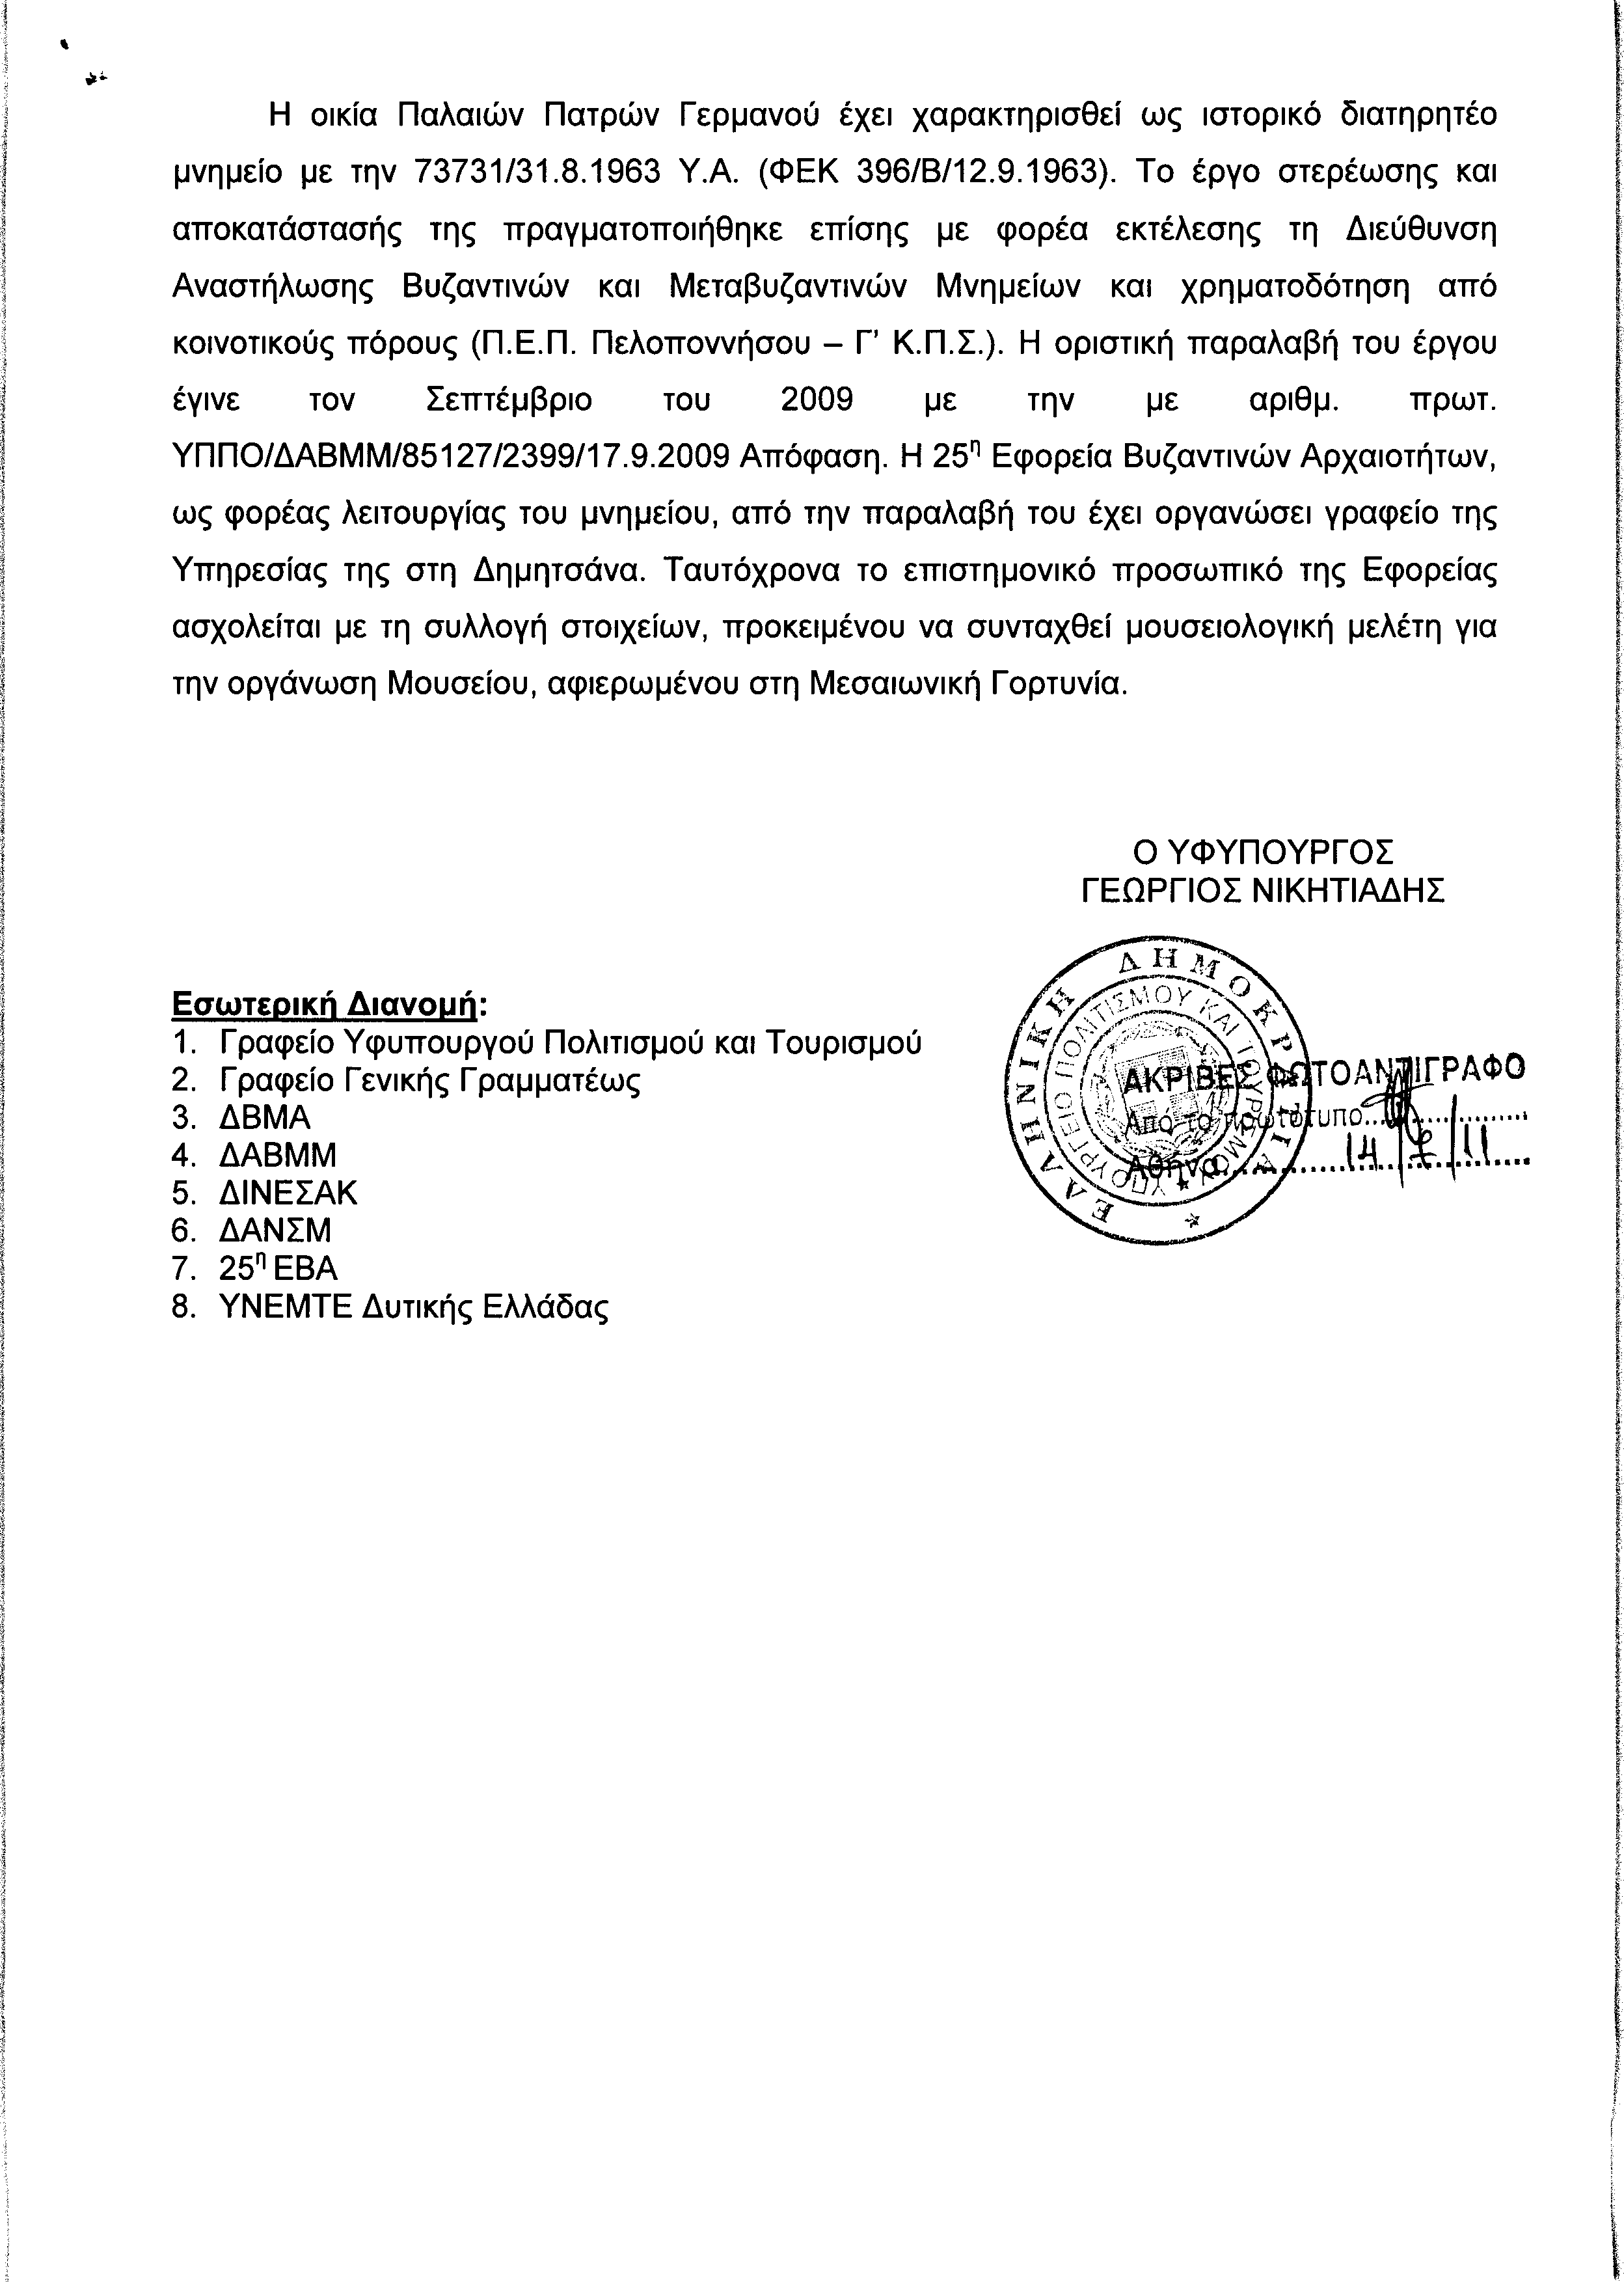 Η οικία Παλαιών Πατρών Γερμανού έχει χαρακτηρισθεί ως ιστορικό διατηρητέο
μνημείο με την 73731/31.8.1963 Υ.Α. (ΦΕΚ 396/Β/12.9.1963). Το έργο στερέωσης και
αποκατάστασής της πραγματοποιήθηκε επίσης με φορέα εκτέλεσης τη Διεύθυνση
Αναστήλωσης Βυζαντινών και Μεταβυζαντινών Μνημείων και χρηματοδότηση από
κοινοτικούς πόρους (Π.Ε.Π. Πελοποννήσου – Γ' Κ.Π.Σ.). Η οριστική παραλαβή του έργου
έγινε τον Σεπτέμβριο του 2009 με την με αριθμ. πρωτ.
ΥΠΠΟ/ΔΑΒΜΜ/85127/2399/17.9.2009 Απόφαση. Η 25η Εφορεία Βυζαντινών Αρχαιοτήτων,
ως φορέας λειτουργίας του μνημείου, από την παραλαβή του έχει οργανώσει γραφείο της
Υπηρεσίας της στη Δημητσάνα. Ταυτόχρονα το επιστημονικό προσωπικό της Εφορείας
ασχολείται με τη συλλογή στοιχείων, προκειμένου να συνταχθεί μουσειολογική μελέτη για
την οργάνωση Μουσείου, αφιερωμένου στη Μεσαιωνική Γορτυνία.
Ο ΥΦΥΠΟΥΡΓΟΣ
ΓΕΩΡΓΙΟΣ ΝΙΚΗΤΙΑΔΗΣ
ΕΛΛΗΝΙΚΗ ΔΗΜΟΚΡΑΤΙΑ
ΥΠΟΥΡΓΕΙΟ ΠΟΛΙΤΙΣΜΟΥ ΚΑΙ ΤΟΥΡΙΣΜΟΥ
ΑΚΡΙΒΕΣ ΦΩΤΟΑΝΤΙΓΡΑΦΟ
Από το πρωτότυπο
Αθήνα
Εσωτερική Διανομή:
1. Γραφείο Υφυπουργού Πολιτισμού και Τουρισμού
2. Γραφείο Γενικής Γραμματέως
3. ΔΒΜΑ
4. ΔΑΒΜΜ
5. ΔΙΝΕΣΑΚ
6. ΔΑΝΣΜ
7. 25η ΕΒΑ
8. ΥΝΕΜΤΕ Δυτικής Ελλάδας